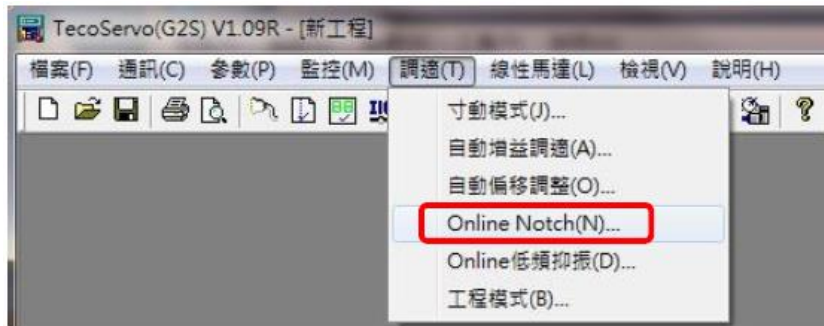 TecoServo(G2S) V1.09R - [新工程]
檔案(F) 通訊(C) 參數(P) 監控(M) 調適(T) 線性馬達(L) 檢視(V) 說明(H)
寸動模式(J)...
自動增益調適(A)...
自動偏移調整(O)...
Online Notch(N)...
Online低頻抑振(D)...
工程模式(B)...